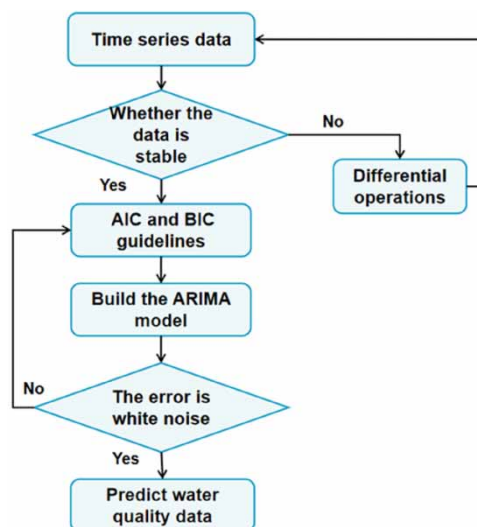 Time series data
Whether the
data is
stable
No
Differential
operations
Yes
AIC and BIC
guidelines
Build the ARIMA
model
No
The error is
white noise
Yes
Predict water
quality data